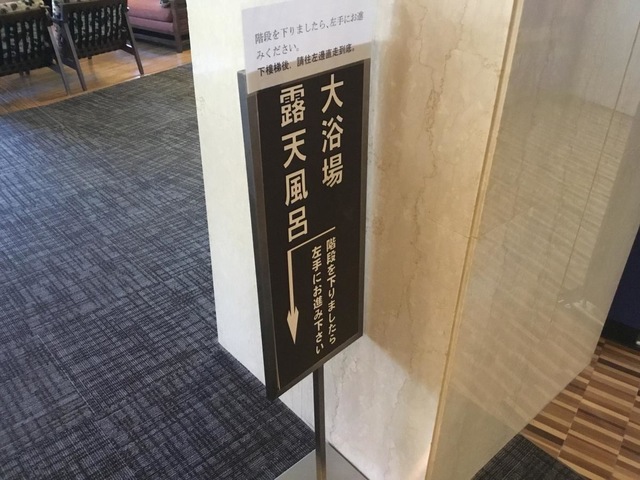 階段を下りましたら、左手にお進
みください。
下樓梯後，請往左邊直走到底。
大浴場
露天風呂
階段を下りましたら
左手にお進み下さい